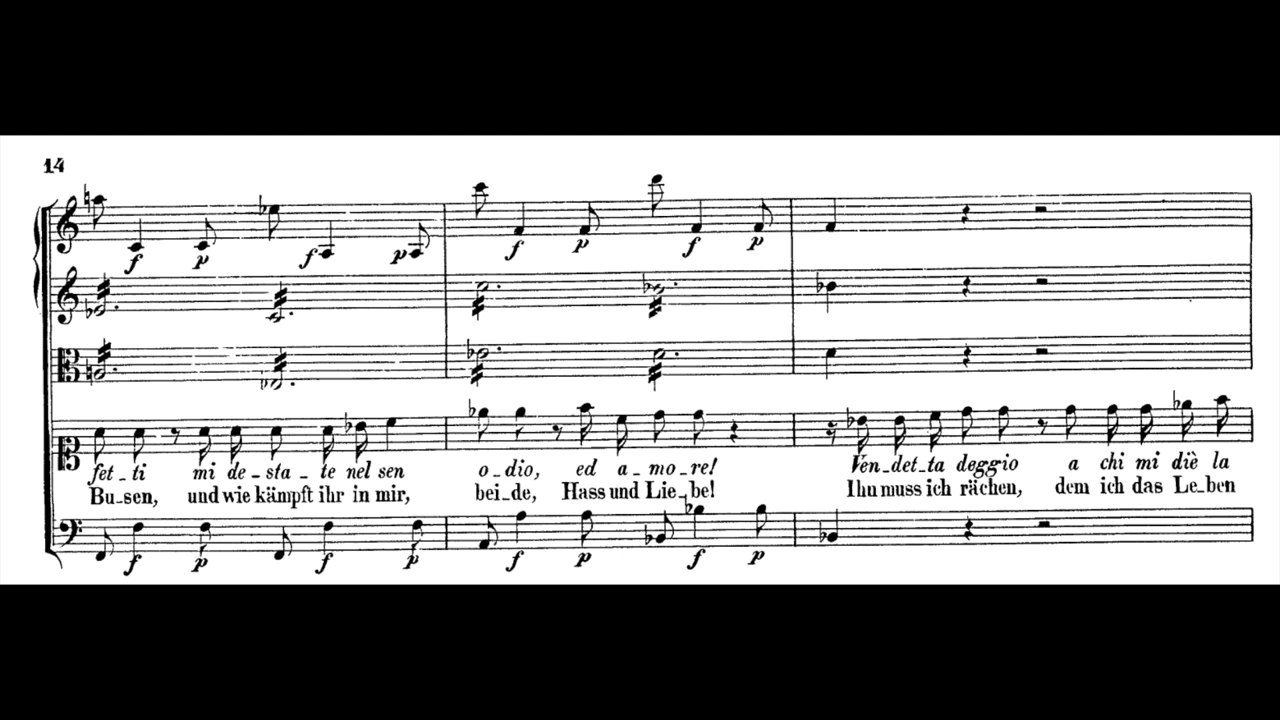 14
f p f p f p f p
fet_ti mi de_sta_te nel sen o_dio, ed a_mo_re! Ven_det_ta deggio a chi mi diè la
Bu_sen, und wie kämpft ihr in mir, bei_de, Hass und Lie_be! Ihu muss ich rächen, dem ich das Le_ben
f p f p f p f p